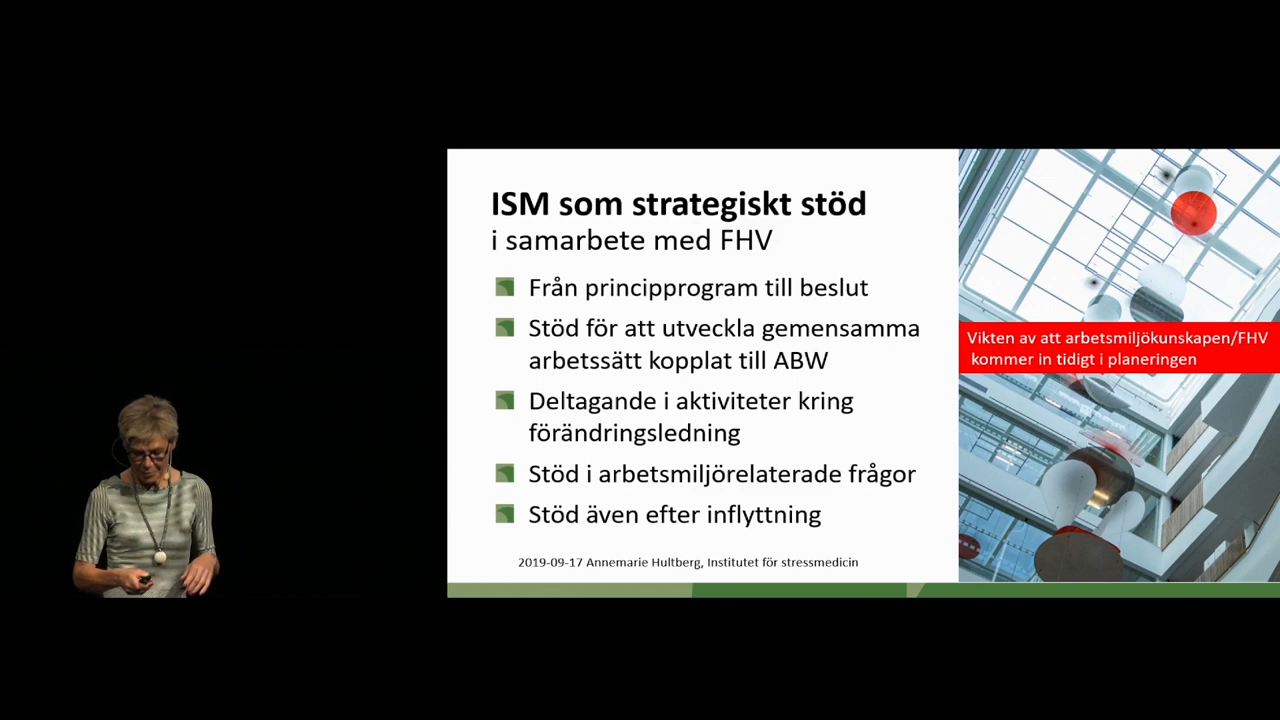 ISM som strategiskt stöd
i samarbete med FHV
Från principprogram till beslut
Stöd för att utveckla gemensamma
arbetssätt kopplat till ABW
Deltagande i aktiviteter kring
förändringsledning
Stöd i arbetsmiljörelaterade frågor
Stöd även efter inflyttning
2019-09-17 Annemarie Hultberg, Institutet för stressmedicin
Vikten av att arbetsmiljökunskapen/FHV
kommer in tidigt i planeringen